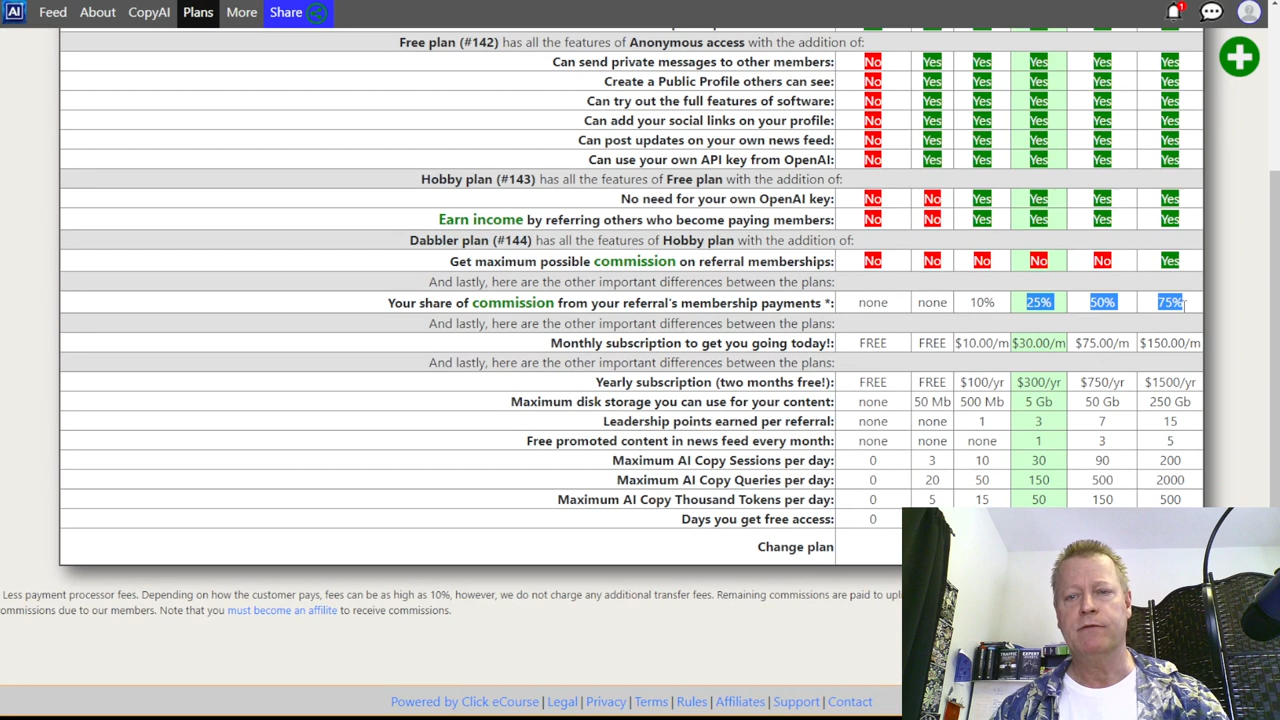 AI Feed About CopyAI Plans More Share 1
Free plan (#142) has all the features of Anonymous access with the addition of:
Can send private messages to other members: No Yes Yes Yes Yes Yes
Create a Public Profile others can see: No Yes Yes Yes Yes Yes
Can try out the full features of software: No Yes Yes Yes Yes Yes
Can add your social links on your profile: No Yes Yes Yes Yes Yes
Can post updates on your own news feed: No Yes Yes Yes Yes Yes
Can use your own API key from OpenAI: No Yes Yes Yes Yes Yes
Hobby plan (#143) has all the features of Free plan with the addition of:
No need for your own OpenAI key: No No Yes Yes Yes Yes
Earn income by referring others who become paying members: No No Yes Yes Yes Yes
Dabbler plan (#144) has all the features of Hobby plan with the addition of:
Get maximum possible commission on referral memberships: No No No No No Yes
And lastly, here are the other important differences between the plans:
Your share of commission from your referral's membership payments *: none none 10% 25% 50% 75%
And lastly, here are the other important differences between the plans:
Monthly subscription to get you going today!: FREE FREE $10.00/m $30.00/m $75.00/m $150.00/m
And lastly, here are the other important differences between the plans:
Yearly subscription (two months free!): FREE FREE $100/yr $300/yr $750/yr $1500/yr
Maximum disk storage you can use for your content: none 50 Mb 500 Mb 5 Gb 50 Gb 250 Gb
Leadership points earned per referral: none none 1 3 7 15
Free promoted content in news feed every month: none none none 1 3 5
Maximum AI Copy Sessions per day: 0 3 10 30 90 200
Maximum AI Copy Queries per day: 0 20 50 150 500 2000
Maximum AI Copy Thousand Tokens per day: 0 5 15 50 150 500
Days you get free access: 0
Change plan
Less payment processor fees. Depending on how the customer pays, fees can be as high as 10%, however, we do not charge any additional transfer fees. Remaining commissions are paid to upl
ommissions due to our members. Note that you must become an affilite to receive commissions.
Powered by Click eCourse | Legal | Privacy | Terms | Rules | Affiliates | Support | Contact